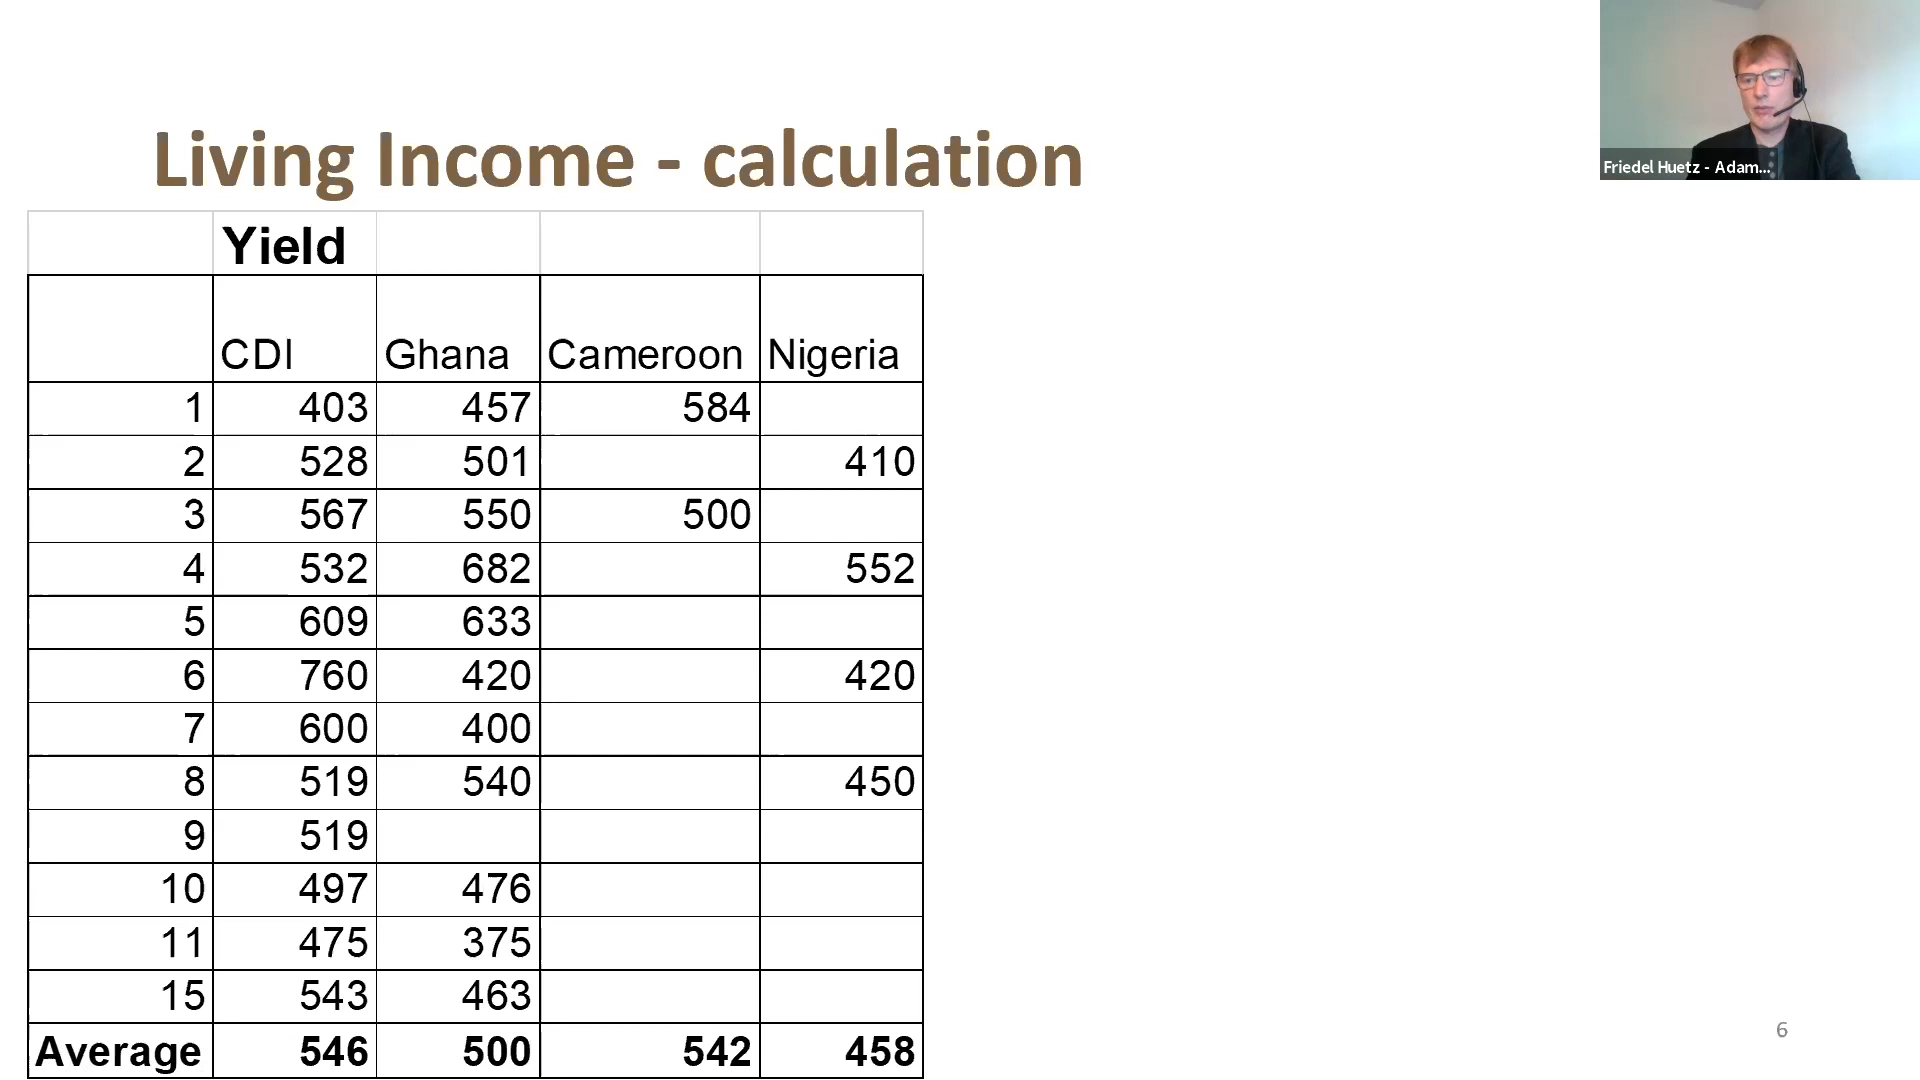 Friedel Huetz - Adam...
Living Income - calculation
Yield
CDI Ghana Cameroon Nigeria
1 403 457 584
2 528 501 410
3 567 550 500
4 532 682 552
5 609 633
6 760 420 420
7 600 400
8 519 540 450
9 519
10 497 476
11 475 375
15 543 463
Average 546 500 542 458
6